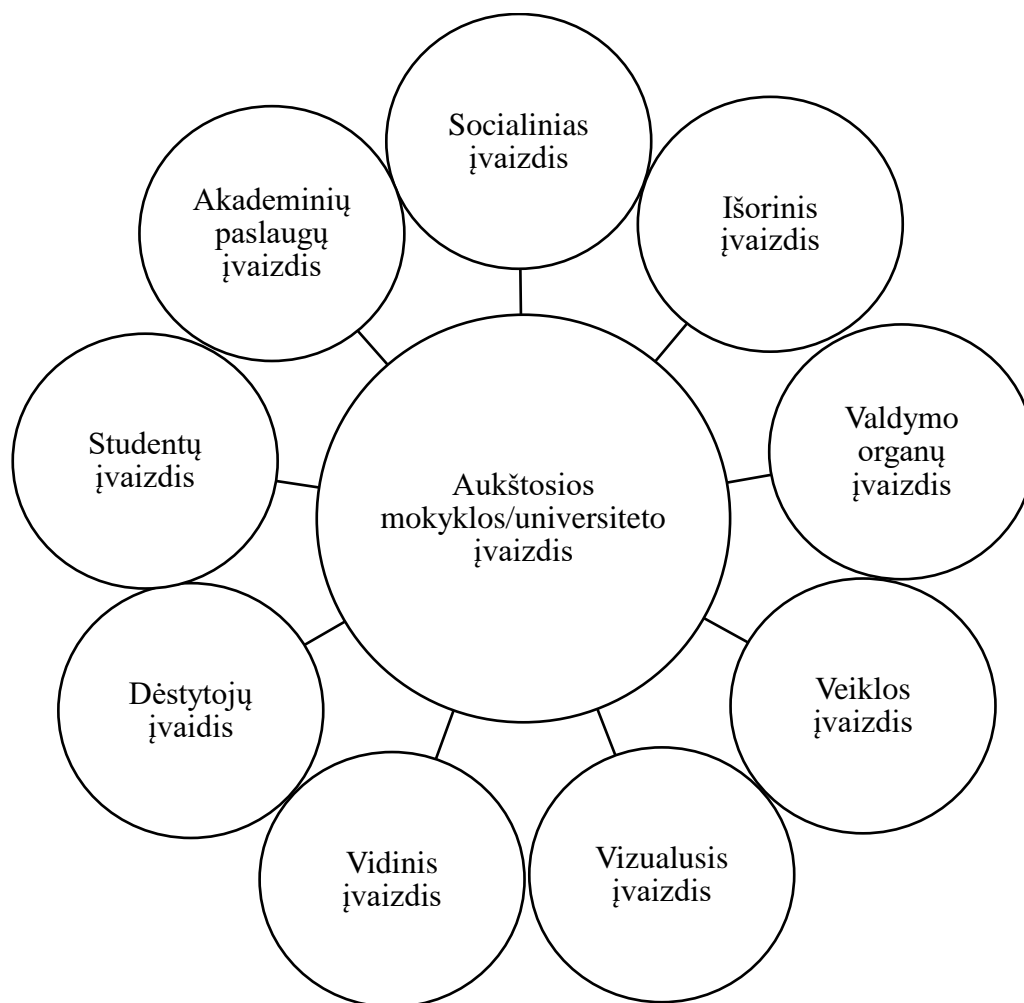 Socialinias
įvaizdis
Išorinis
įvaizdis
Valdymo
organų
įvaizdis
Veiklos
įvaizdis
Vizualusis
įvaizdis
Vidinis
įvaizdis
Dėstytojų
įvaidis
Studentų
įvaizdis
Akademinių
paslaugų
įvaizdis
Aukštosios
mokyklos/universiteto
įvaizdis